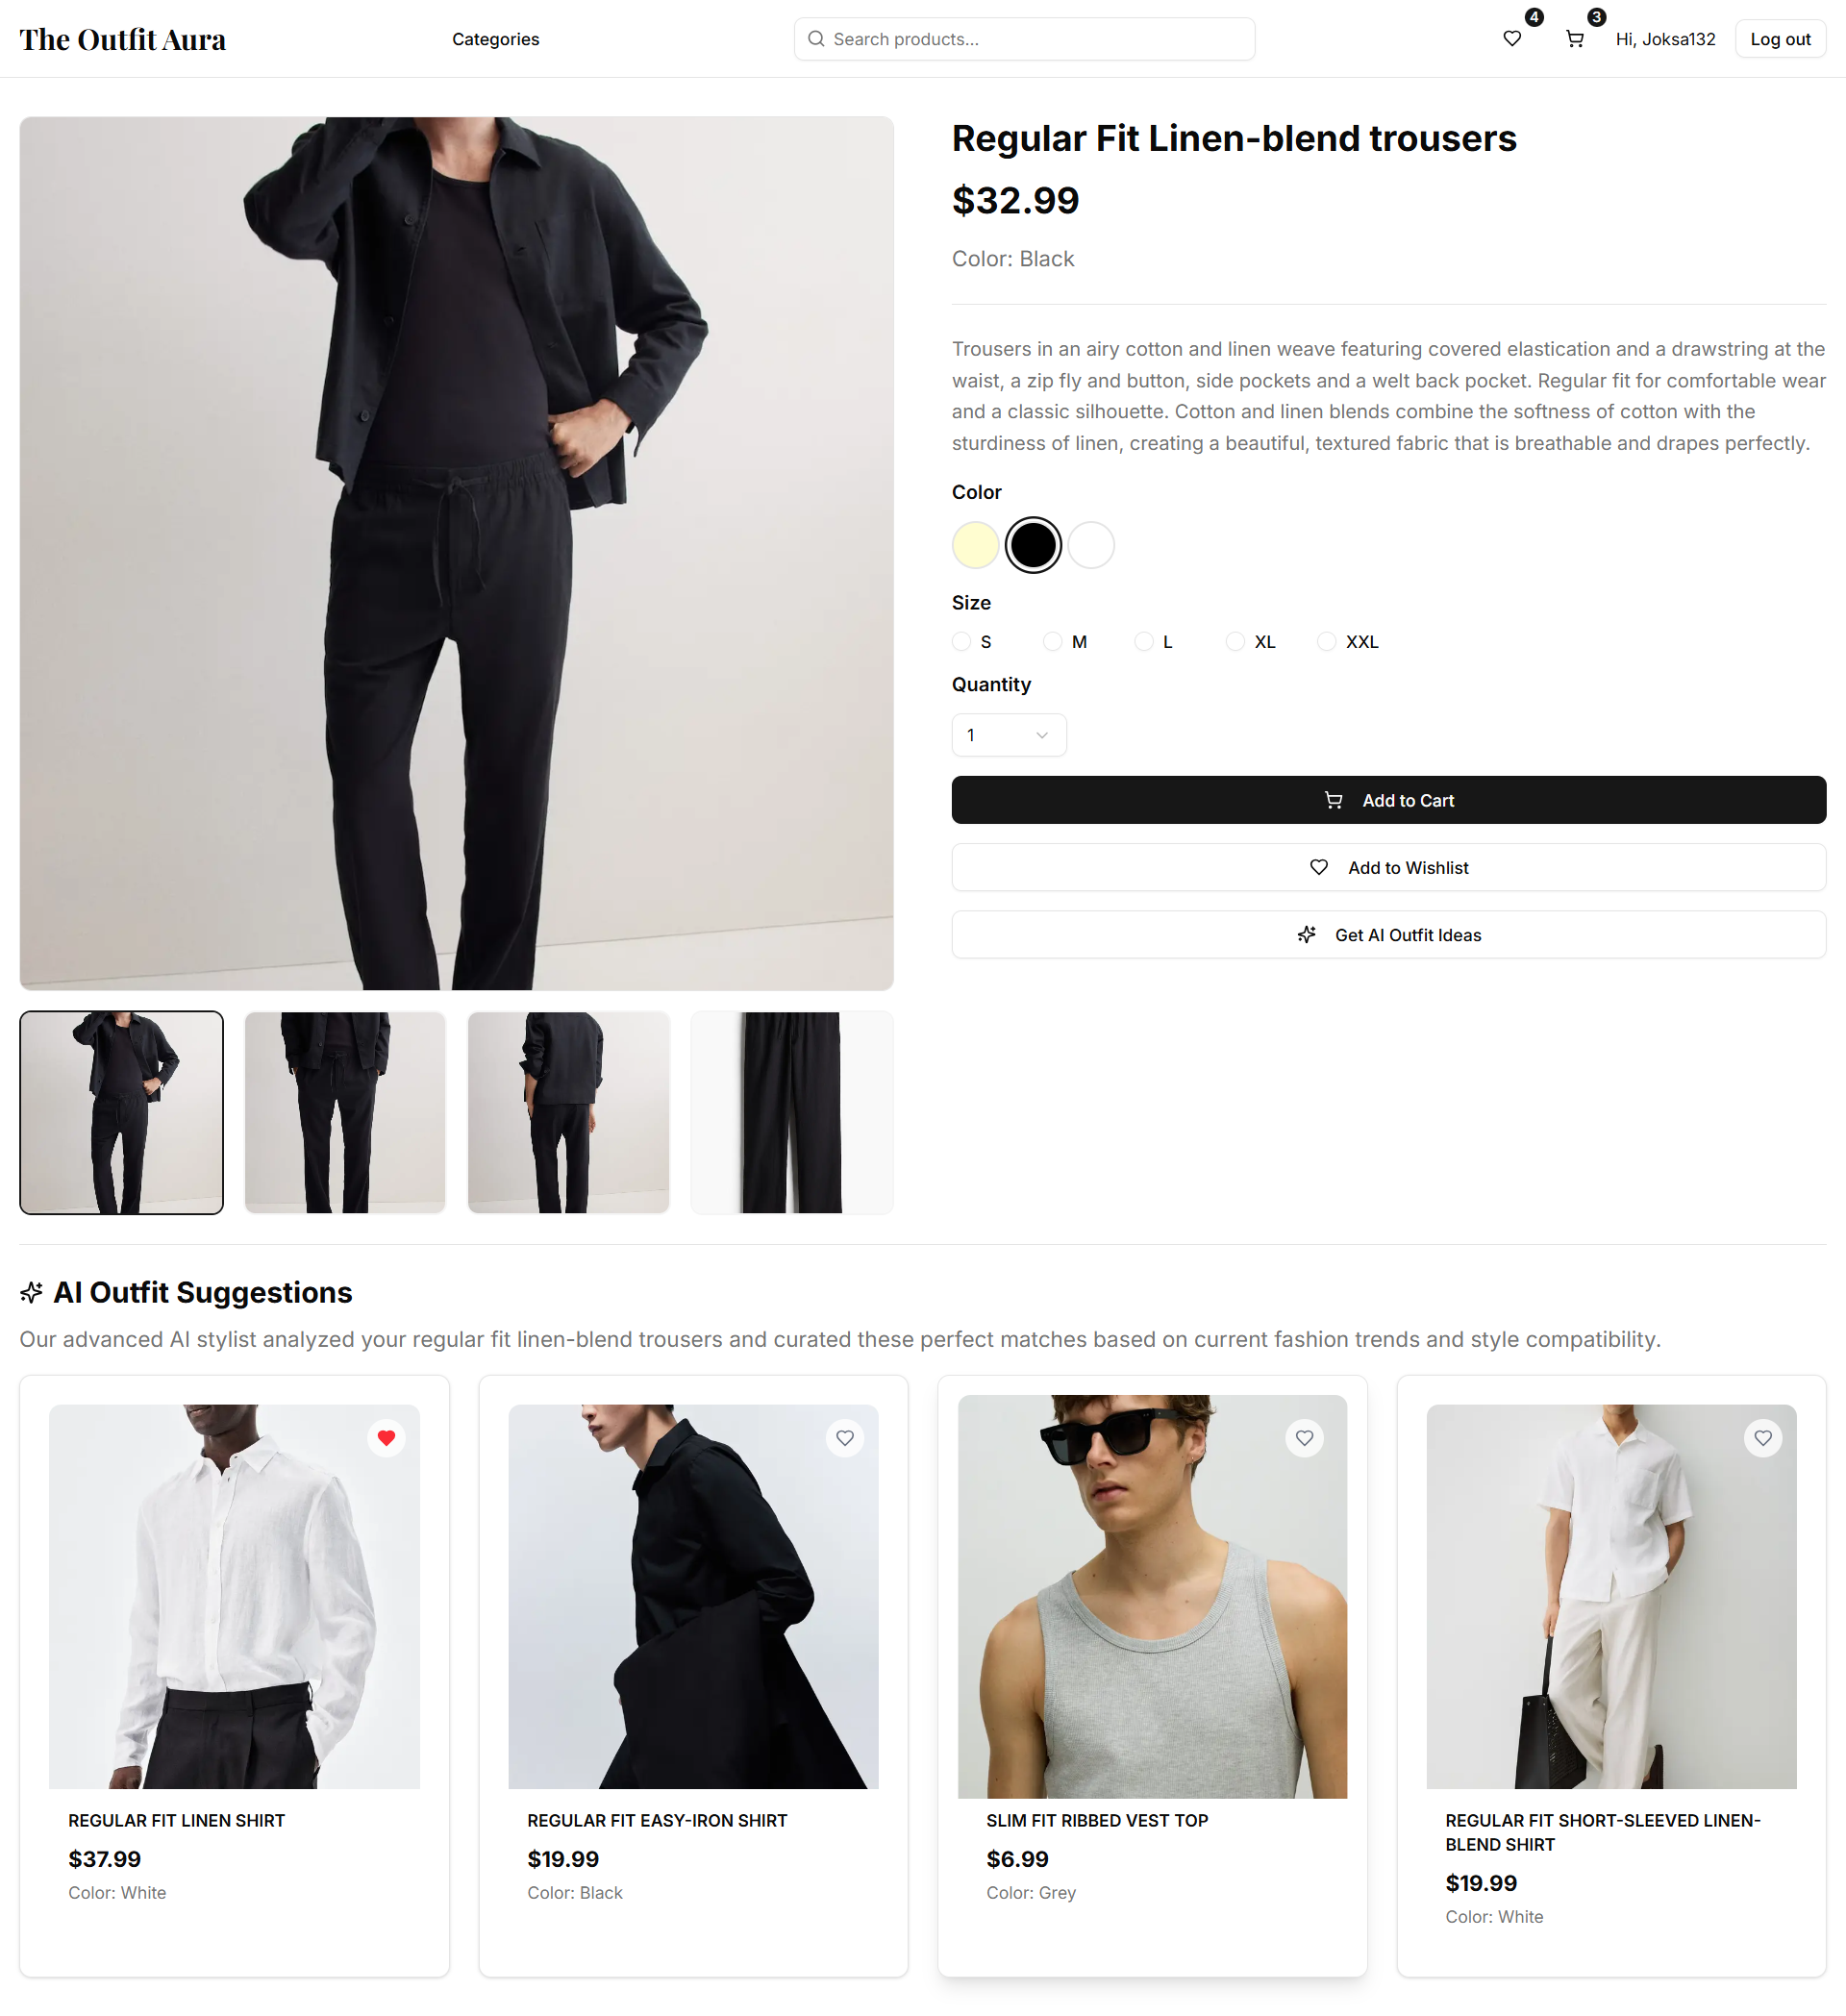 The Outfit Aura
Categories
Search products...
4
3
Hi, Joksa132
Log out
Regular Fit Linen-blend trousers
$32.99
Color: Black
Trousers in an airy cotton and linen weave featuring covered elastication and a drawstring at the
waist, a zip fly and button, side pockets and a welt back pocket. Regular fit for comfortable wear
and a classic silhouette. Cotton and linen blends combine the softness of cotton with the
sturdiness of linen, creating a beautiful, textured fabric that is breathable and drapes perfectly.
Color
Size
S
M
L
XL
XXL
Quantity
1
Add to Cart
Add to Wishlist
Get AI Outfit Ideas
AI Outfit Suggestions
Our advanced AI stylist analyzed your regular fit linen-blend trousers and curated these perfect matches based on current fashion trends and style compatibility.
REGULAR FIT LINEN SHIRT
$37.99
Color: White
REGULAR FIT EASY-IRON SHIRT
$19.99
Color: Black
SLIM FIT RIBBED VEST TOP
$6.99
Color: Grey
REGULAR FIT SHORT-SLEEVED LINEN-
BLEND SHIRT
$19.99
Color: White